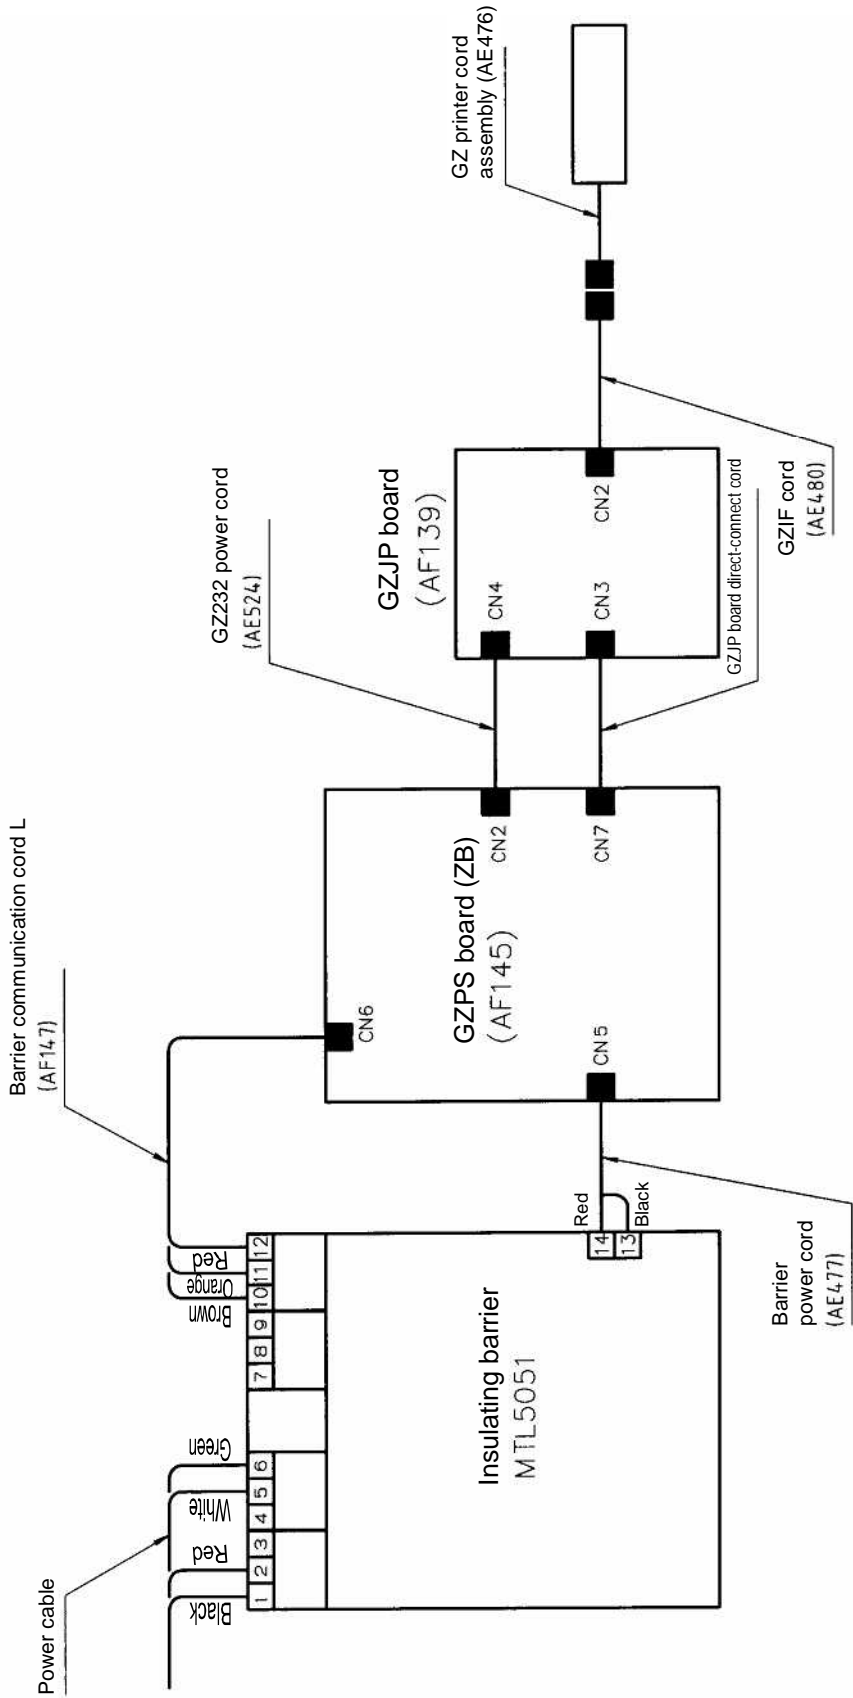 Power cable
Black
Red
White
Green
1
2
3
4
5
6
7
8
9
10
11
12
Brown
Orange
Red
Insulating barrier
MTL5051
14
13
Red
Black
Barrier
power cord
(AE477)
Barrier communication cord L
(AF147)
CN6
CN5
GZPS board (ZB)
(AF145)
CN2
CN7
GZ232 power cord
(AE524)
GZJP board
(AF139)
CN4
CN3
CN2
GZJP board direct-connect cord
GZIF cord
(AE480)
GZ printer cord
assembly (AE476)